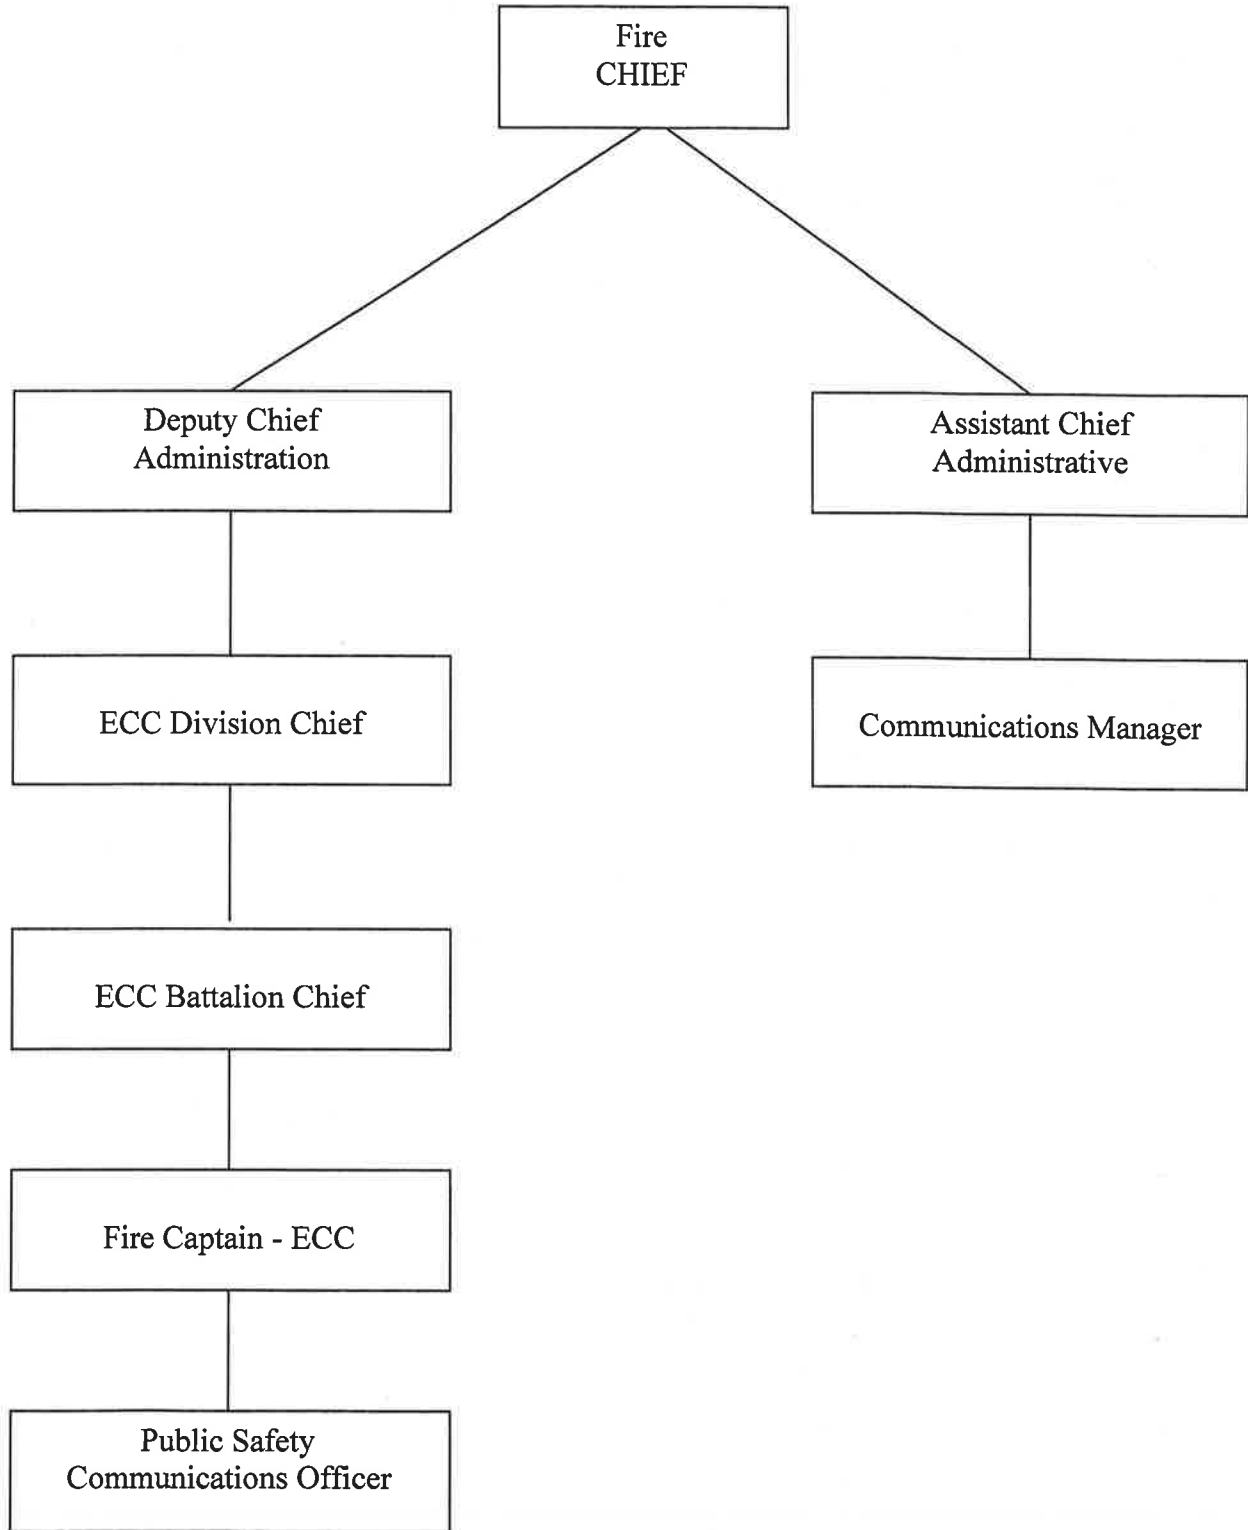 Fire
CHIEF
Deputy Chief
Administration
Assistant Chief
Administrative
ECC Division Chief
Communications Manager
ECC Battalion Chief
Fire Captain - ECC
Public Safety
Communications Officer